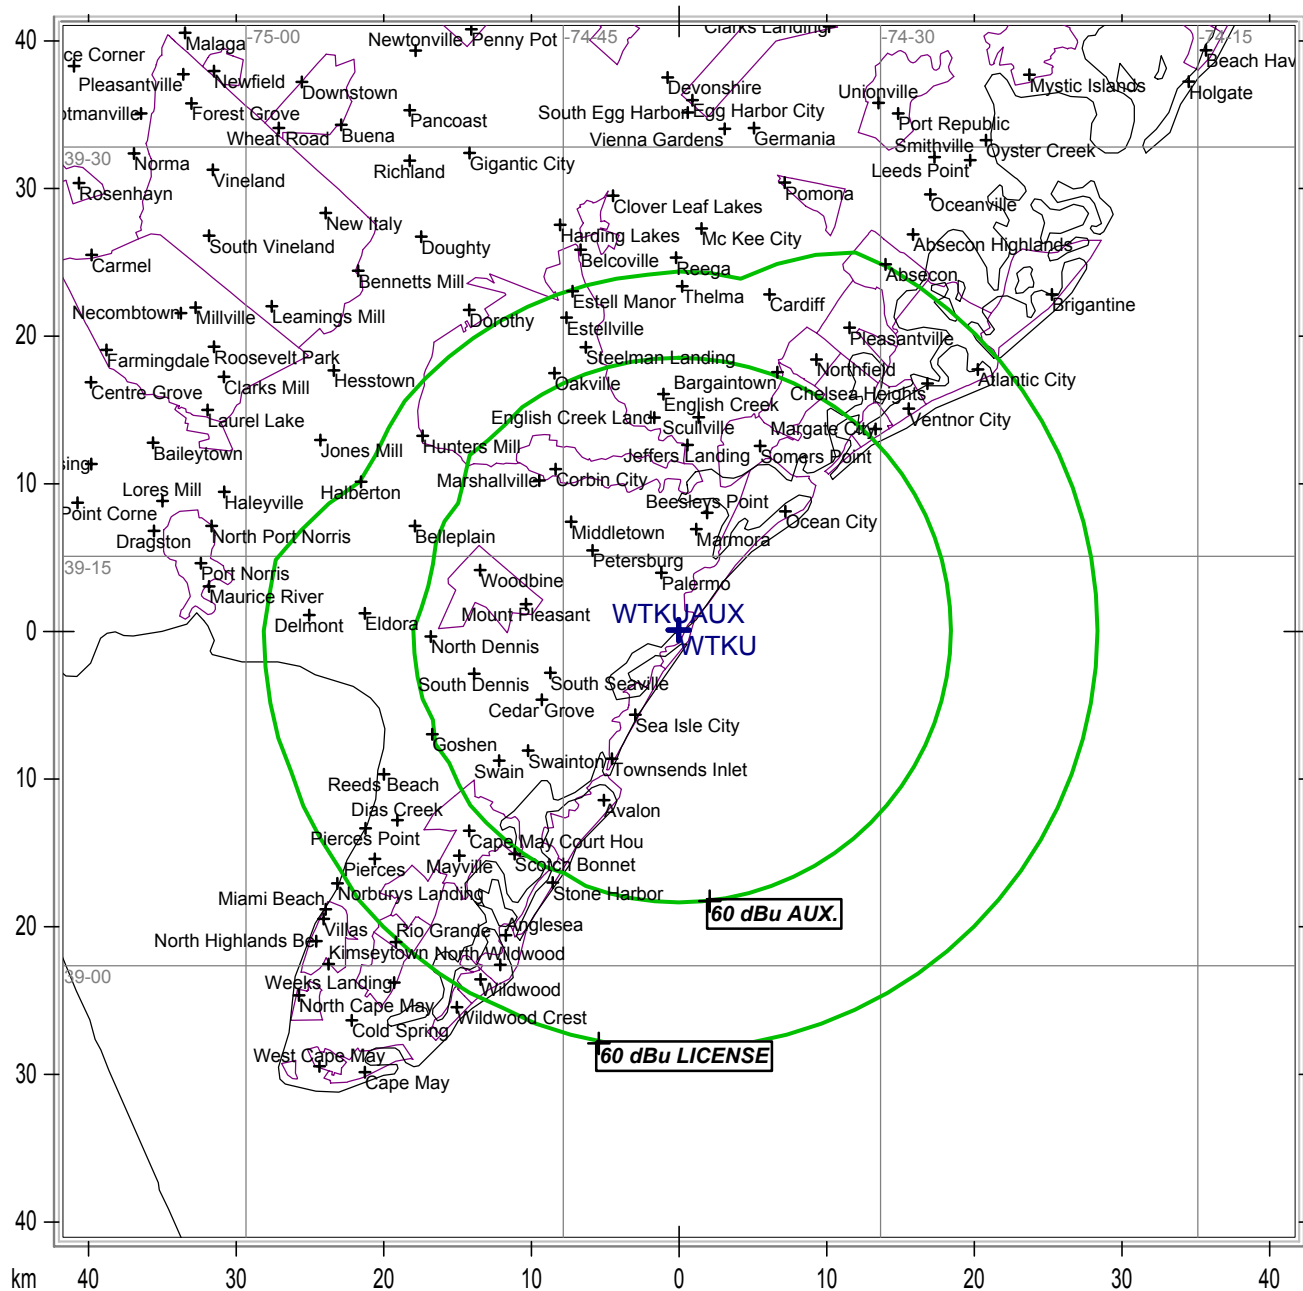 40
-75-00
-74-45
-74-30
-74-15
Malaga
Newtonville
Penny Pot
Clarks Landing
ce Corner
Pleasantville
Newfield
Downstown
Devonshire
Unionville
Mystic Islands
Beach Hav
Holgate
otmanville
Forest Grove
Wheat Road
Buena
Pancoast
South Egg Harbor
Egg Harbor City
Vienna Gardens
Germania
Port Republic
Smithville
Oyster Creek
39-30
Norma
Vineland
Richland
Gigantic City
Leeds Point
30
Rosenhayn
Clover Leaf Lakes
Pomona
Oceanville
New Italy
South Vineland
Doughty
Harding Lakes
Mc Kee City
Absecon Highlands
Carmel
Bennetts Mill
Belcoville
Reega
Absecon
Necombtown
Millville
Leamings Mill
Dorothy
Estell Manor
Thelma
Cardiff
Brigantine
20
Estellville
Pleasantville
Farmingdale
Roosevelt Park
Steelman Landing
Northfield
Centre Grove
Clarks Mill
Hesstown
Oakville
Bargaintown
Chelsea Heights
Atlantic City
Laurel Lake
English Creek Land
English Creek
Scullville
Margate City
Ventnor City
Baileytown
Jones Mill
Hunters Mill
Jeffers Landing
Somers Point
sing
10
Lores Mill
Haleyville
Halberton
Marshallville
Corbin City
Point Corne
Beesleys Point
Ocean City
Dragston
North Port Norris
Belleplain
Middletown
Marmora
39-15
Port Norris
Petersburg
Maurice River
Woodbine
Palermo
Delmont
Eldora
Mount Pleasant
WTKUAUX
0
North Dennis
WTKU
South Dennis
South Seaville
Cedar Grove
Sea Isle City
Goshen
Swain
Swainton
Townsends Inlet
10
Reeds Beach
Dias Creek
Avalon
Pierces Point
Cape May Court Hou
Pierces
Mayville
Scotch Bonnet
Miami Beach
Norburys Landing
Stone Harbor
60 dBu AUX.
20
Villas
Rio Grande
Anglesea
North Highlands Be
Kimseytown
North Wildwood
39-00
Weeks Landing
Wildwood
North Cape May
Cold Spring
Wildwood Crest
West Cape May
60 dBu LICENSE
30
Cape May
40
km
40
30
20
10
0
10
20
30
40